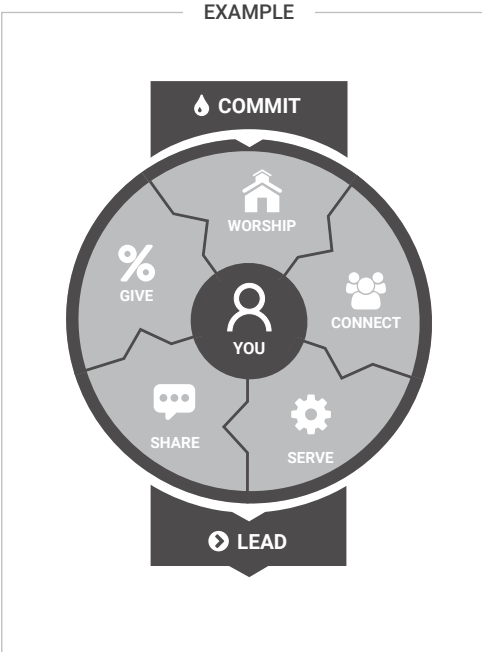 EXAMPLE
COMMIT
WORSHIP
GIVE
CONNECT
YOU
SHARE
SERVE
LEAD